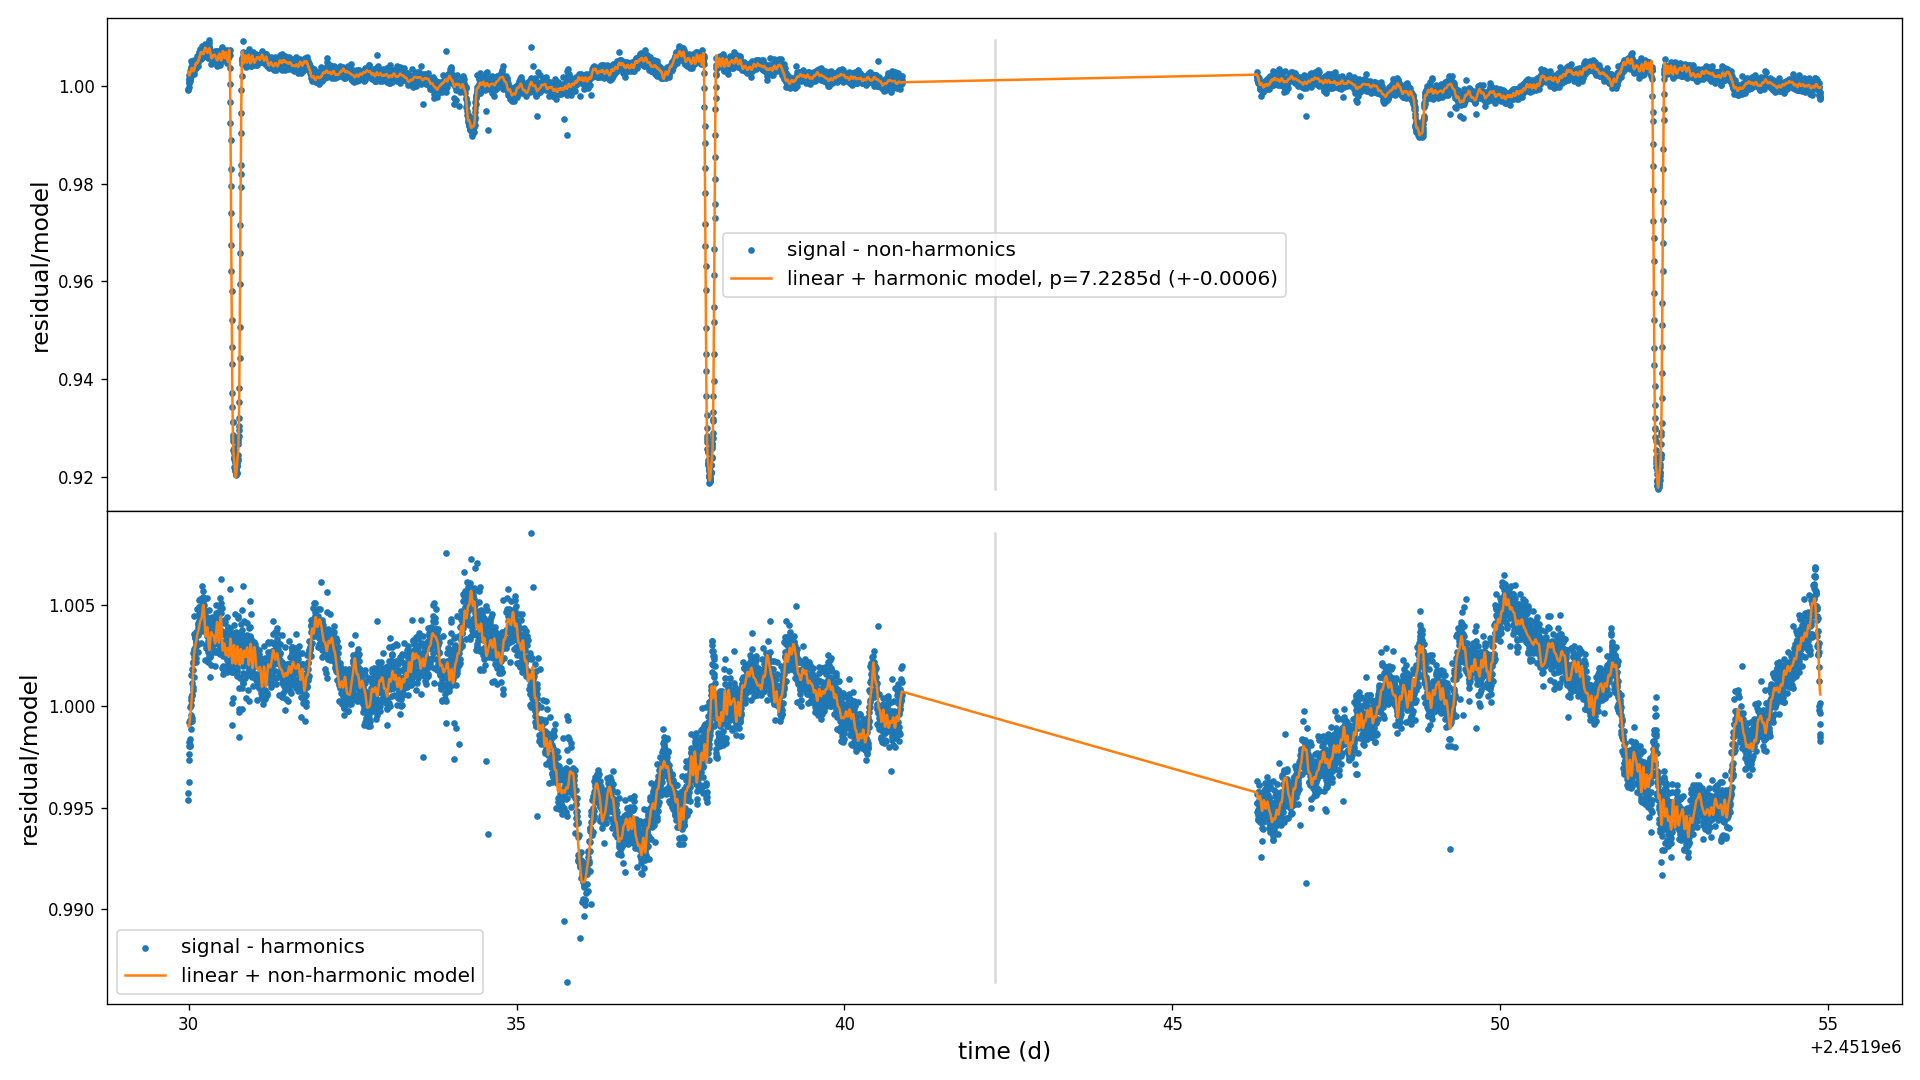 1.00
0.98
0.96
0.94
0.92
residual/model
signal - non-harmonics
linear + harmonic model, p=7.2285d (+-0.0006)
1.005
1.000
0.995
0.990
residual/model
signal - harmonics
linear + non-harmonic model
30 35 40 45 50 55
time (d)
+2.4519e6